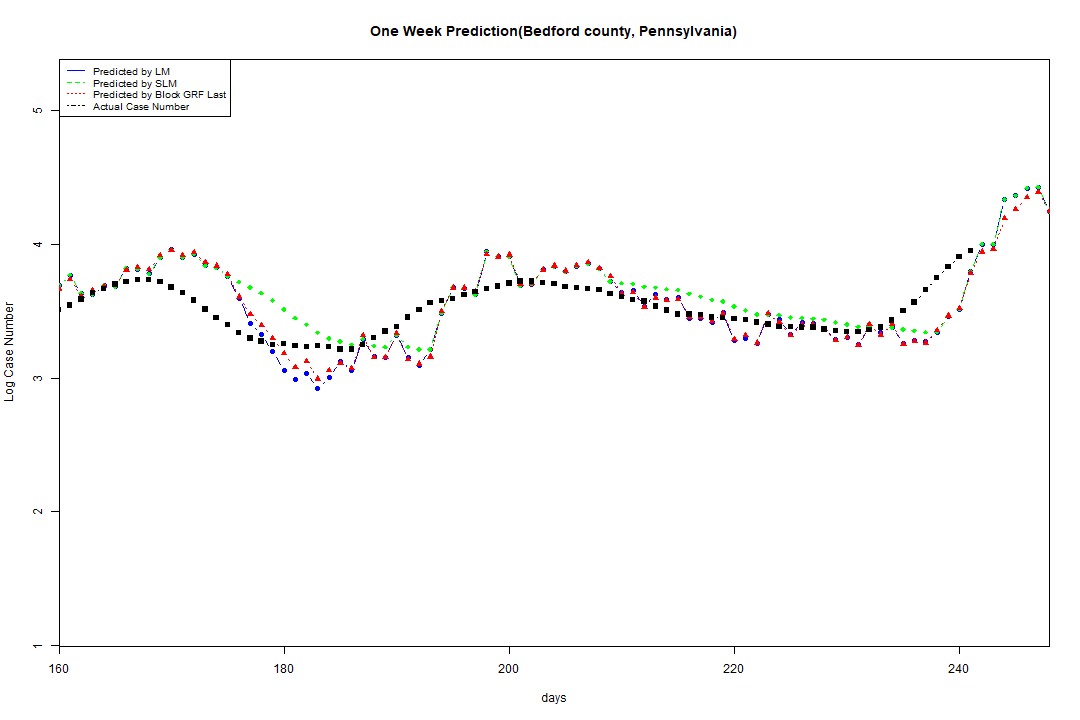 One Week Prediction(Bedford county, Pennsylvania)
Predicted by LM
Predicted by SLM
Predicted by Block GRF Last
Actual Case Number
5
4
3
2
1
Log Case Number
160 180 200 220 240
days